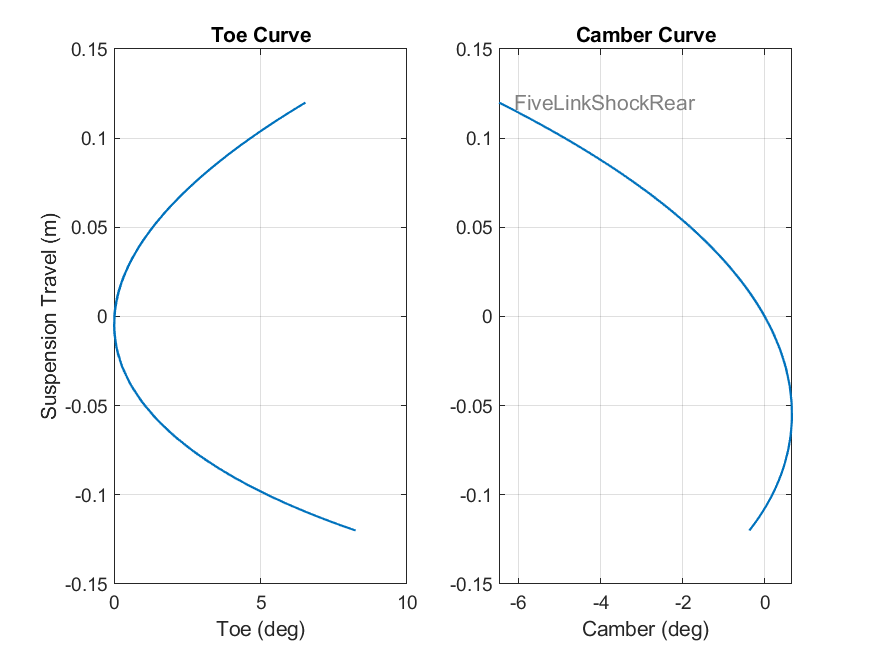 Toe Curve
0.15
0.1
0.05
0
-0.05
-0.1
-0.15
0 5 10
Suspension Travel (m)
Toe (deg)
Camber Curve
FiveLinkShockRear
0.15
0.1
0.05
0
-0.05
-0.1
-0.15
-6 -4 -2 0
Camber (deg)